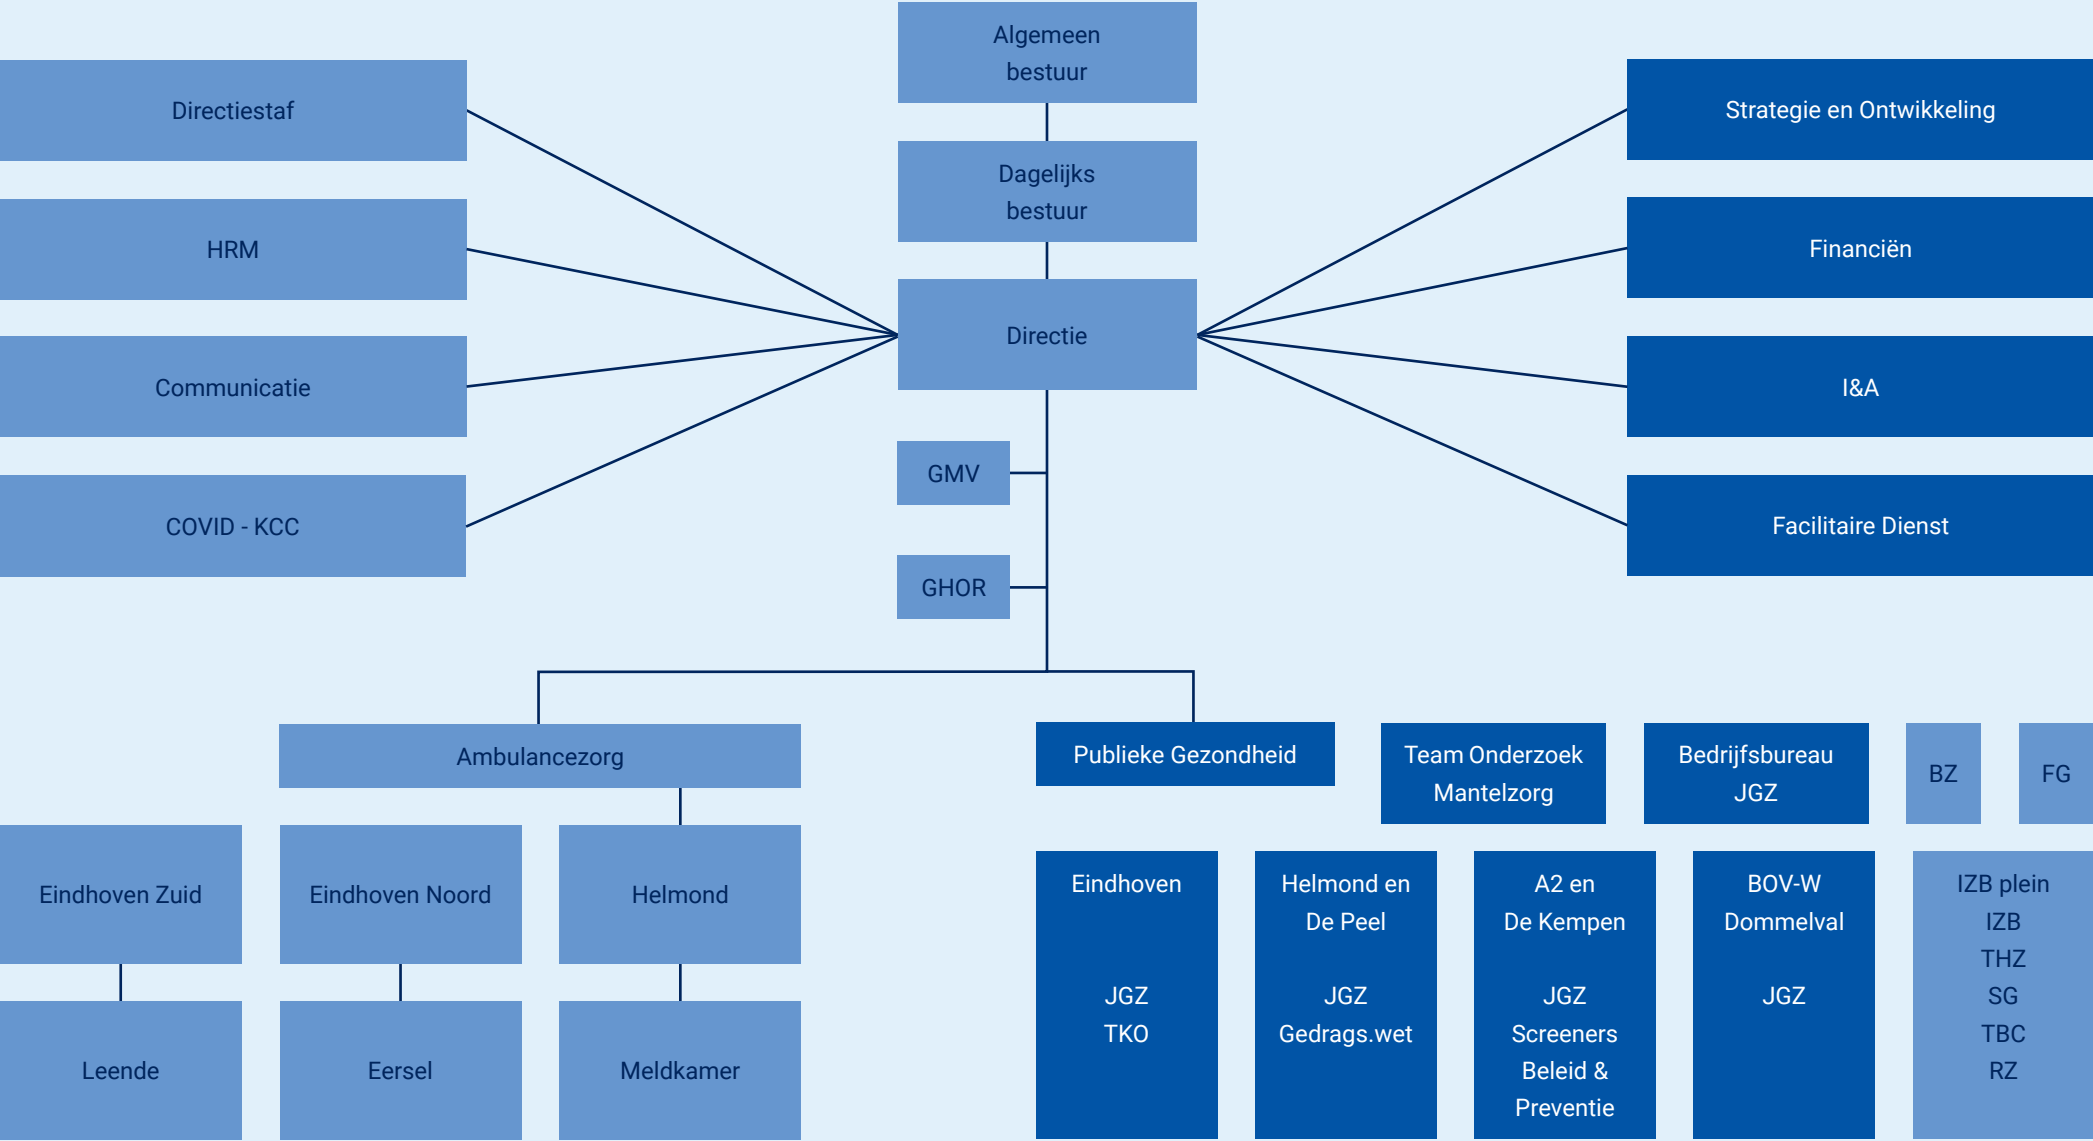 Algemeen
bestuur
Dagelijks
bestuur
Directie
Directiestaf
HRM
Communicatie
COVID - KCC
Strategie en Ontwikkeling
Financiën
I&A
Facilitaire Dienst
GMV
GHOR
Ambulancezorg
Eindhoven Zuid
Eindhoven Noord
Helmond
Leende
Eersel
Meldkamer
Publieke Gezondheid
Team Onderzoek
Mantelzorg
Bedrijfsbureau
JGZ
BZ
FG
Eindhoven
JGZ
TKO
Helmond en
De Peel
JGZ
Gedrags.wet
A2 en
De Kempen
JGZ
Screeners
Beleid &
Preventie
BOV-W
Dommelval
JGZ
IZB plein
IZB
THZ
SG
TBC
RZ